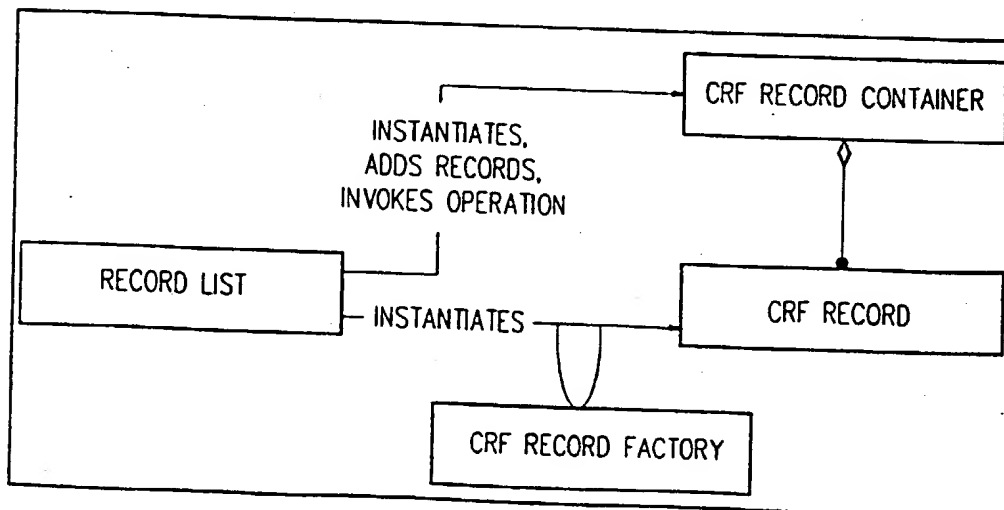 CRF RECORD CONTAINER
INSTANTIATES,
ADDS RECORDS,
INVOKES OPERATION
RECORD LIST
INSTANTIATES
CRF RECORD
CRF RECORD FACTORY